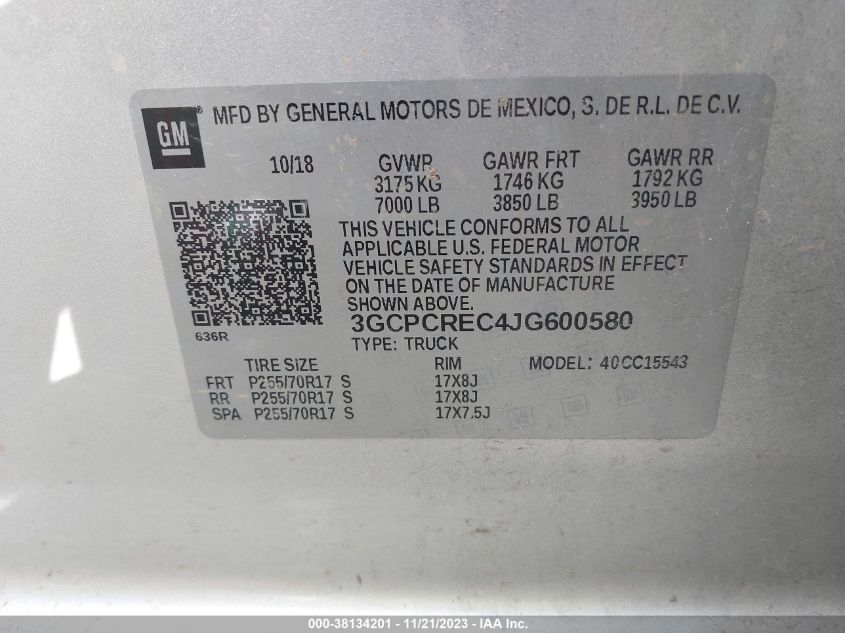 GM® MFD BY GENERAL MOTORS DE MEXICO, S. DE R.L. DE C.V.
10/18 GVWR GAWR FRT GAWR RR
3175 KG 1746 KG 1792 KG
7000 LB 3850 LB 3950 LB
THIS VEHICLE CONFORMS TO ALL
APPLICABLE U.S. FEDERAL MOTOR
VEHICLE SAFETY STANDARDS IN EFFECT
ON THE DATE OF MANUFACTURE
SHOWN ABOVE.
3GCPCREC4JG600580
636R TYPE: TRUCK
TIRE SIZE RIM MODEL: 40CC15543
FRT P255/70R17 S 17X8J
RR P255/70R17 S 17X8J
SPA P255/70R17 S 17X7.5J
000-38134201 - 11/21/2023 - IAA Inc.